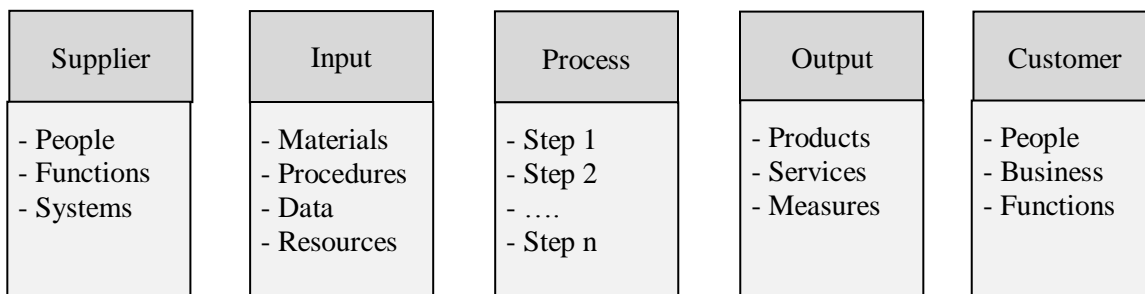 Supplier
- People
- Functions
- Systems
Input
- Materials
- Procedures
- Data
- Resources
Process
- Step 1
- Step 2
- ….
- Step n
Output
- Products
- Services
- Measures
Customer
- People
- Business
- Functions